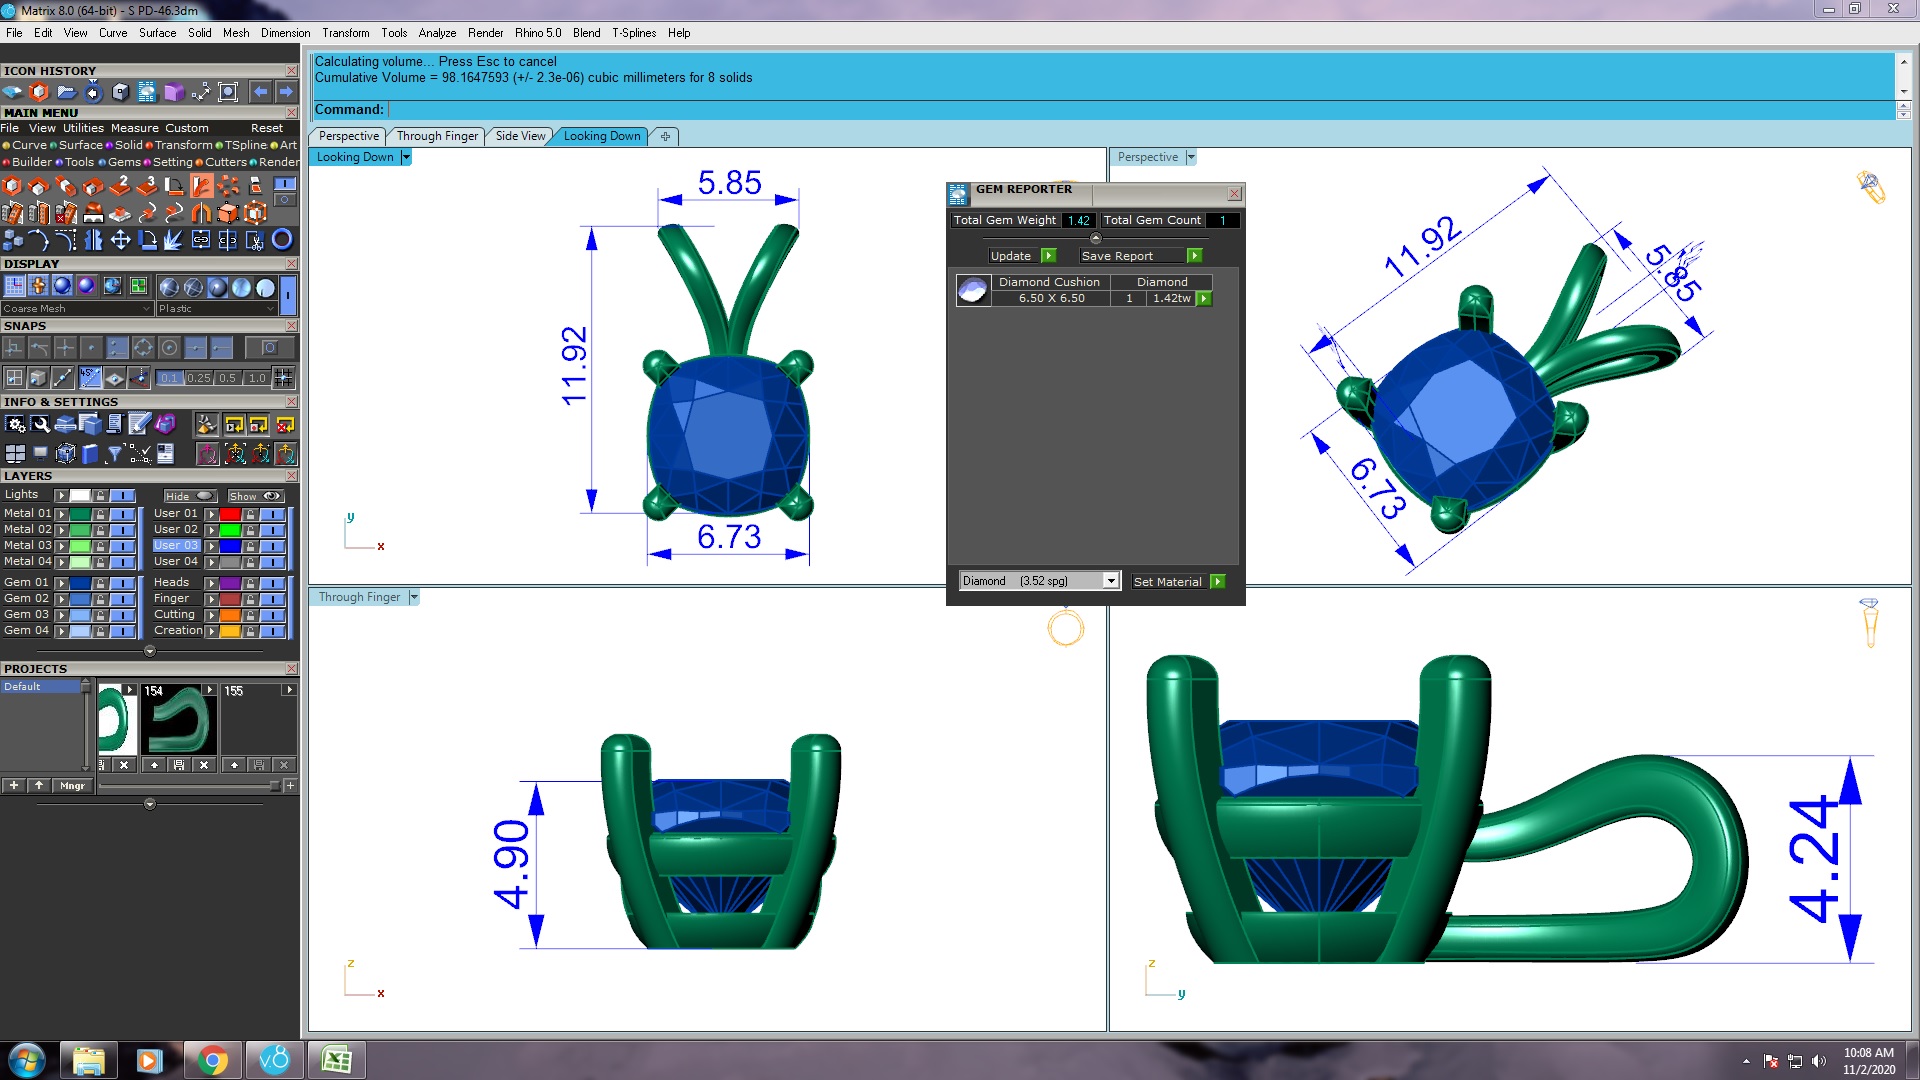 Matrix 8.0 (64-bit) - S PD-46.3dm
File Edit View Curve Surface Solid Mesh Dimension Transform Tools Analyze Render Rhino 5.0 Blend T-Splines Help
Calculating volume... Press Esc to cancel
Cumulative Volume = 98.1647593 (+/- 2.3e-06) cubic millimeters for 8 solids
Command:
ICON HISTORY
MAIN MENU
File View Utilities Measure Custom Reset
Curve Surface Solid Transform TSpline Art
Builder Tools Gems Setting Cutters Render
2 3
DISPLAY
Coarse Mesh Plastic
SNAPS
45° 0.1 0.25 0.5 1.0
INFO & SETTINGS
LAYERS
Lights Hide Show
Metal 01 User 01
Metal 02 User 02
Metal 03 User 03
Metal 04 User 04
Gem 01 Heads
Gem 02 Finger
Gem 03 Cutting
Gem 04 Creation
PROJECTS
Default 154 155
Mngr
Perspective Through Finger Side View Looking Down
Looking Down
5.85
11.92
6.73
y
x
Perspective
11.92
5.85
6.73
GEM REPORTER
Total Gem Weight 1.42 Total Gem Count 1
Update Save Report
Diamond Cushion Diamond
6.50 X 6.50 1 1.42tw
Diamond (3.52 spg) Set Material
Through Finger
4.90
z
x
4.24
z
y
v8
10:08 AM
11/2/2020